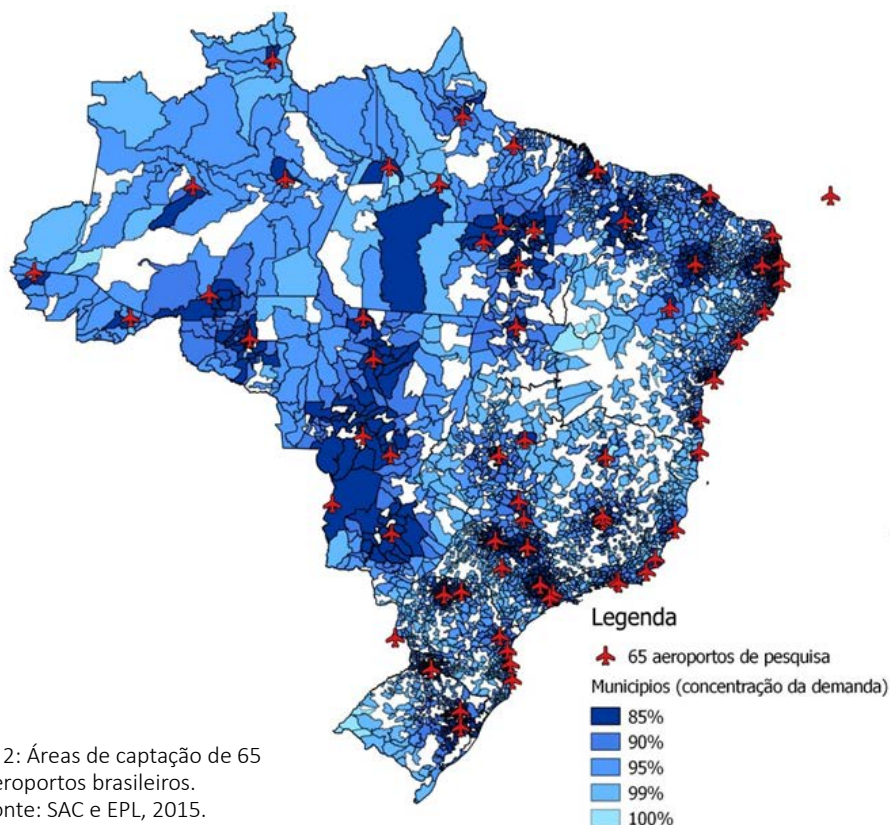 Legenda
65 aeroportos de pesquisa
Municipios (concentração da demanda)
85%
90%
95%
99%
100%
2: Áreas de captação de 65
eroportos brasileiros.
onte: SAC e EPL, 2015.